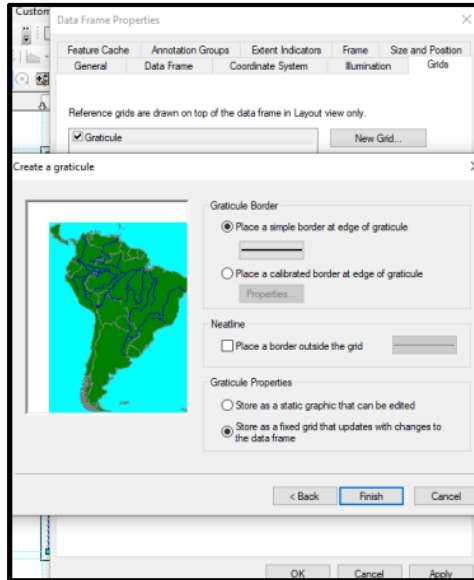 Custom
Data Frame Properties
Feature Cache Annotation Groups Extent Indicators Frame Size and Position
General Data Frame Coordinate System Illumination Grids
Reference grids are drawn on top of the data frame in Layout view only.
Graticule New Grid...
Create a graticule
Graticule Border
Place a simple border at edge of graticule
Place a calibrated border at edge of graticule
Properties...
Neatline
Place a border outside the grid
Graticule Properties
Store as a static graphic that can be edited
Store as a fixed grid that updates with changes to
the data frame
< Back Finish Cancel
OK Cancel Apply